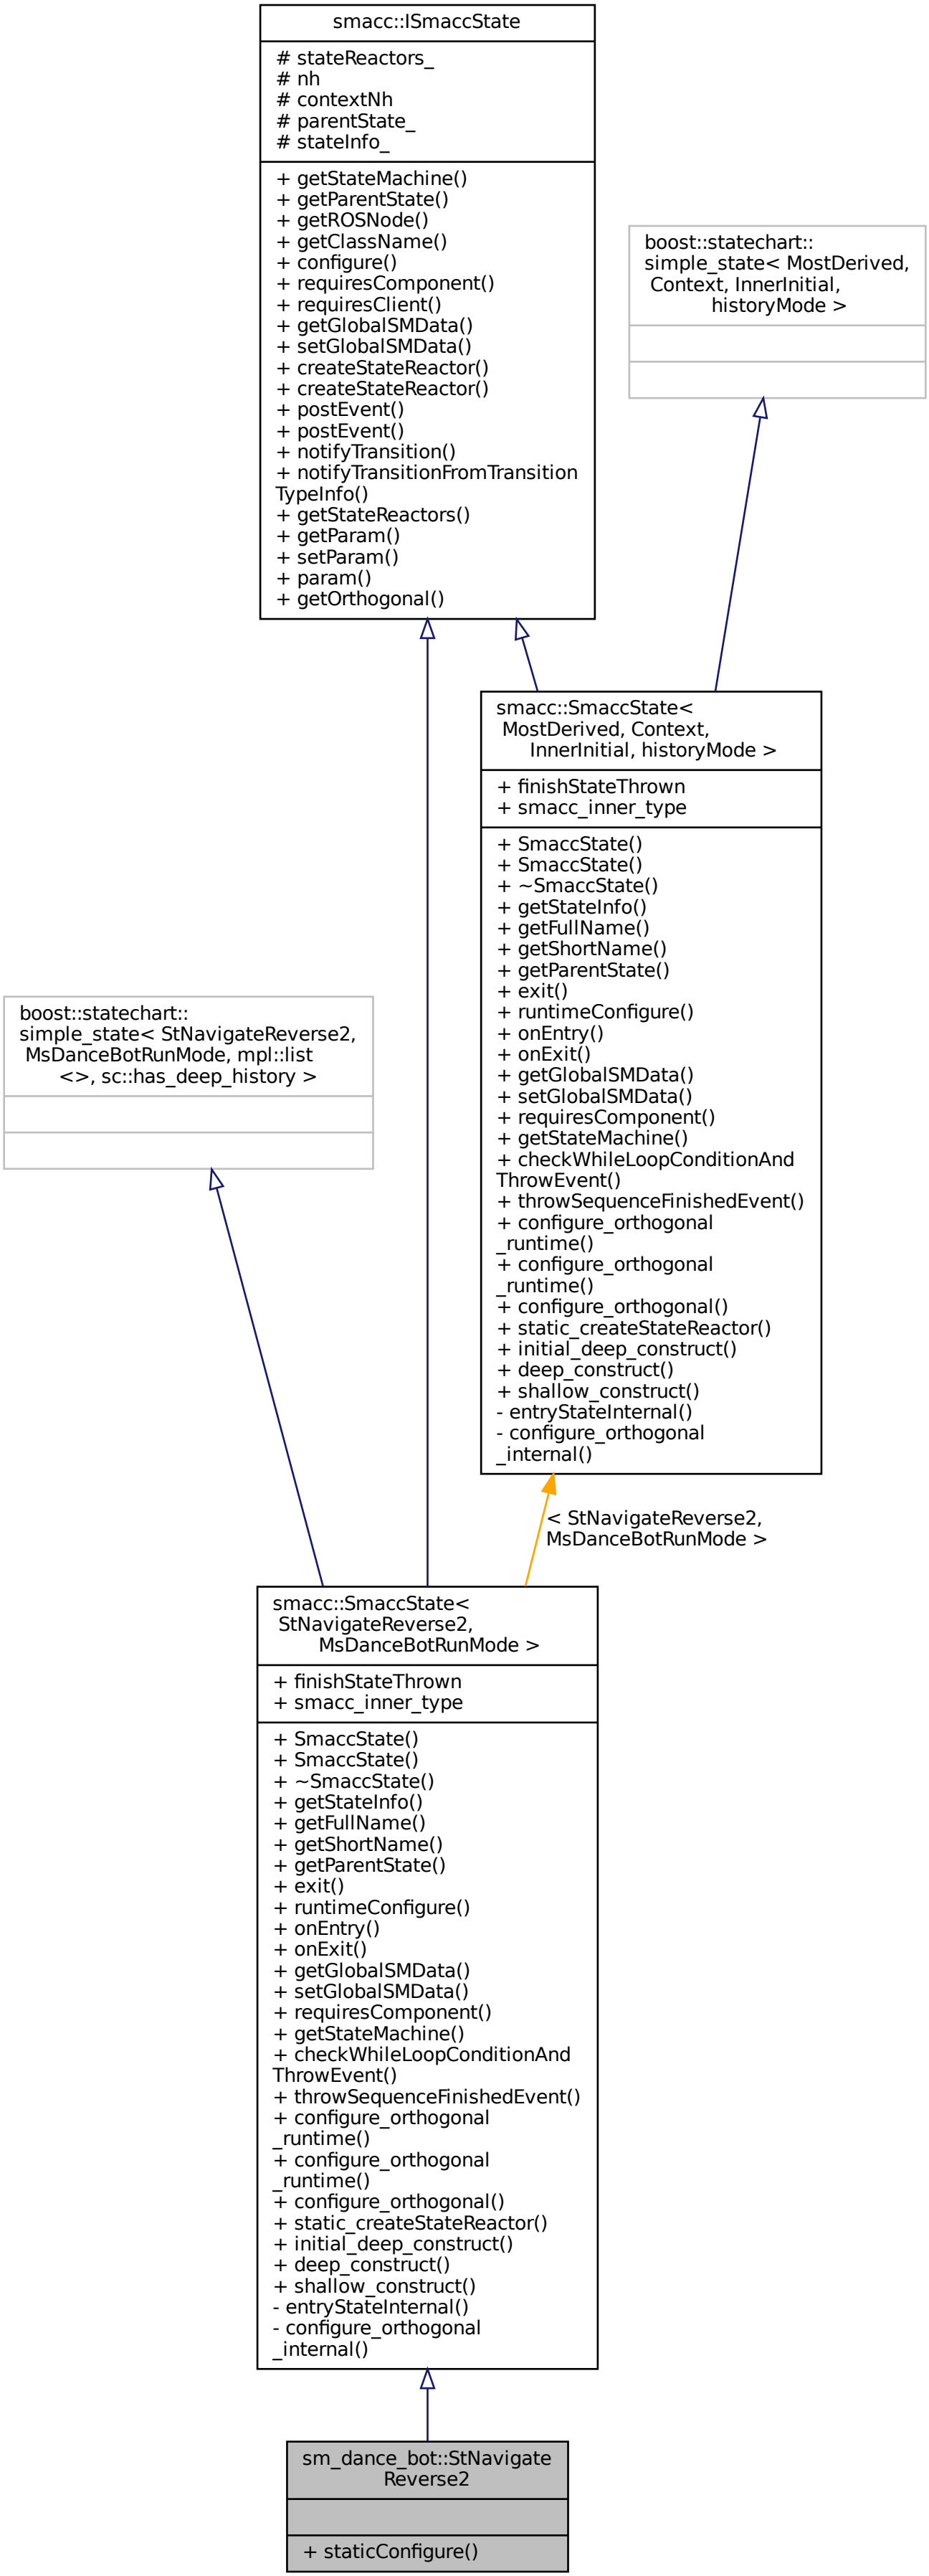 smacc::ISmaccState
# stateReactors_
# nh
# contextNh
# parentState_
# stateInfo_
+ getStateMachine()
+ getParentState()
+ getROSNode()
+ getClassName()
+ configure()
+ requiresComponent()
+ requiresClient()
+ getGlobalSMData()
+ setGlobalSMData()
+ createStateReactor()
+ createStateReactor()
+ postEvent()
+ postEvent()
+ notifyTransition()
+ notifyTransitionFromTransition
TypeInfo()
+ getStateReactors()
+ getParam()
+ setParam()
+ param()
+ getOrthogonal()
boost::statechart::
simple_state< MostDerived,
Context, InnerInitial,
historyMode >
smacc::SmaccState<
MostDerived, Context,
InnerInitial, historyMode >
+ finishStateThrown
+ smacc_inner_type
+ SmaccState()
+ SmaccState()
+ ~SmaccState()
+ getStateInfo()
+ getFullName()
+ getShortName()
+ getParentState()
+ exit()
+ runtimeConfigure()
+ onEntry()
+ onExit()
+ getGlobalSMData()
+ setGlobalSMData()
+ requiresComponent()
+ getStateMachine()
+ checkWhileLoopConditionAnd
ThrowEvent()
+ throwSequenceFinishedEvent()
+ configure_orthogonal
_runtime()
+ configure_orthogonal
_runtime()
+ configure_orthogonal()
+ static_createStateReactor()
+ initial_deep_construct()
+ deep_construct()
+ shallow_construct()
- entryStateInternal()
- configure_orthogonal
_internal()
boost::statechart::
simple_state< StNavigateReverse2,
MsDanceBotRunMode, mpl::list
<>, sc::has_deep_history >
< StNavigateReverse2,
MsDanceBotRunMode >
smacc::SmaccState<
StNavigateReverse2,
MsDanceBotRunMode >
+ finishStateThrown
+ smacc_inner_type
+ SmaccState()
+ SmaccState()
+ ~SmaccState()
+ getStateInfo()
+ getFullName()
+ getShortName()
+ getParentState()
+ exit()
+ runtimeConfigure()
+ onEntry()
+ onExit()
+ getGlobalSMData()
+ setGlobalSMData()
+ requiresComponent()
+ getStateMachine()
+ checkWhileLoopConditionAnd
ThrowEvent()
+ throwSequenceFinishedEvent()
+ configure_orthogonal
_runtime()
+ configure_orthogonal
_runtime()
+ configure_orthogonal()
+ static_createStateReactor()
+ initial_deep_construct()
+ deep_construct()
+ shallow_construct()
- entryStateInternal()
- configure_orthogonal
_internal()
sm_dance_bot::StNavigate
Reverse2
+ staticConfigure()